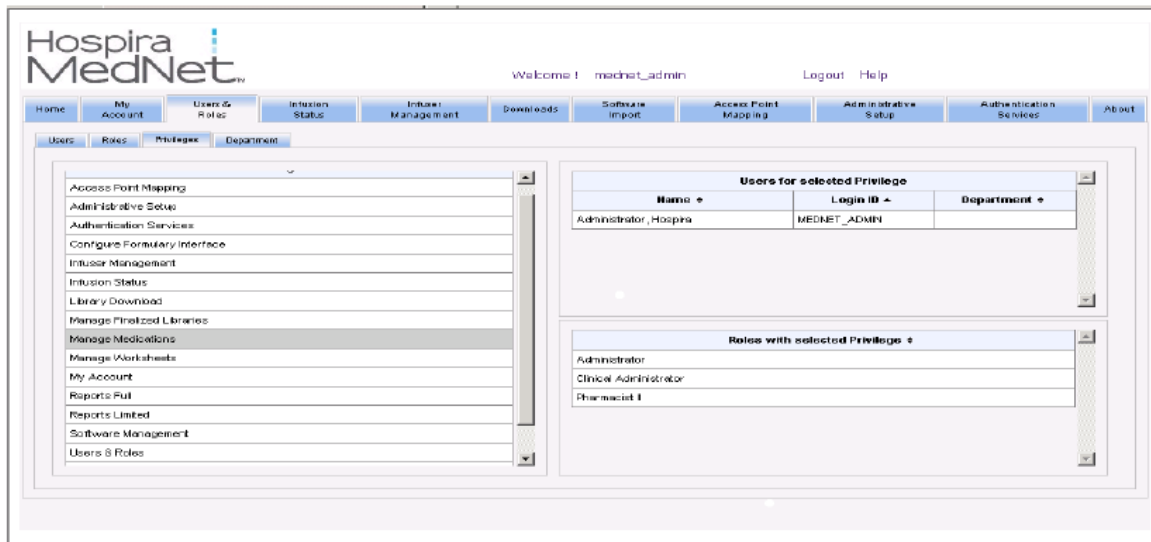 Hospira
MedNet™
Welcome ! mednet_admin Logout Help
Home My Account Users & Roles Infusion Status Infuser Management Downloads Software Import Access Point Mapping Administrative Setup Authentication Services About
Users Roles Privileges Department
Access Point Mapping
Administrative Setup
Authentication Services
Configure Formulary Interface
Infuser Management
Infusion Status
Library Download
Manage Finalized Libraries
Manage Medications
Manage Worksheets
My Account
Reports Full
Reports Limited
Software Management
Users & Roles
Users for selected Privilege
Name Login ID Department
Administrator, Hospira MEDNET_ADMIN
Roles with selected Privilege
Administrator
Clinical Administrator
Pharmacist II